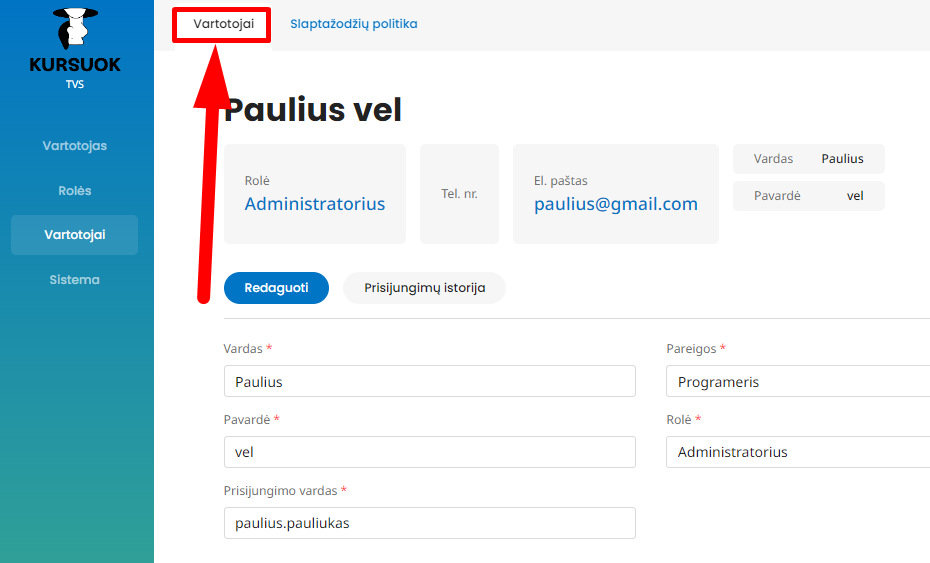 KURSUOK
TVS
Vartotojas
Rolės
Vartotojai
Sistema
Vartotojai
Slaptažodžių politika
Paulius vel
Rolė
Administratorius
Tel. nr.
El. paštas
paulius@gmail.com
Vardas Paulius
Pavardė vel
Redaguoti
Prisijungimų istorija
Vardas *
Paulius
Pareigos *
Programeris
Pavardė *
vel
Rolė *
Administratorius
Prisijungimo vardas *
paulius.pauliukas